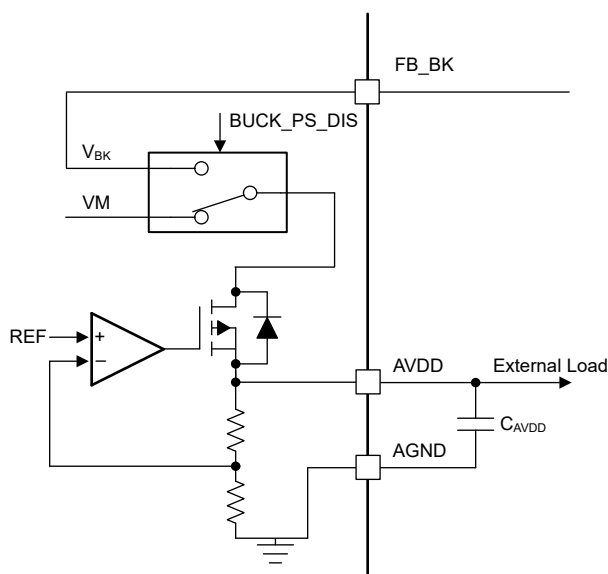 FB_BK
BUCK_PS_DIS
VBK
VM
REF
+
−
AVDD
External Load
CAVDD
AGND